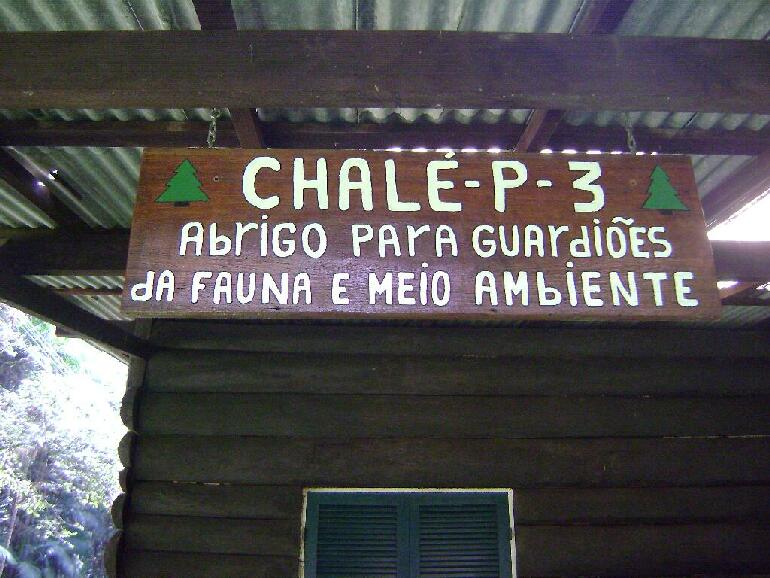 CHALÉ-P-3
AbriGO PArA GUArdiÕES
dA FAUNA E MEiO AMbiENTE